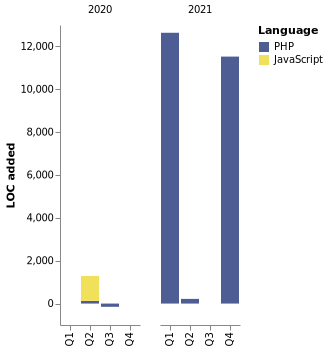 2020
2021
Language
PHP
JavaScript
LOC added
12,000
10,000
8,000
6,000
4,000
2,000
0
Q1
Q2
Q3
Q4
Q1
Q2
Q3
Q4